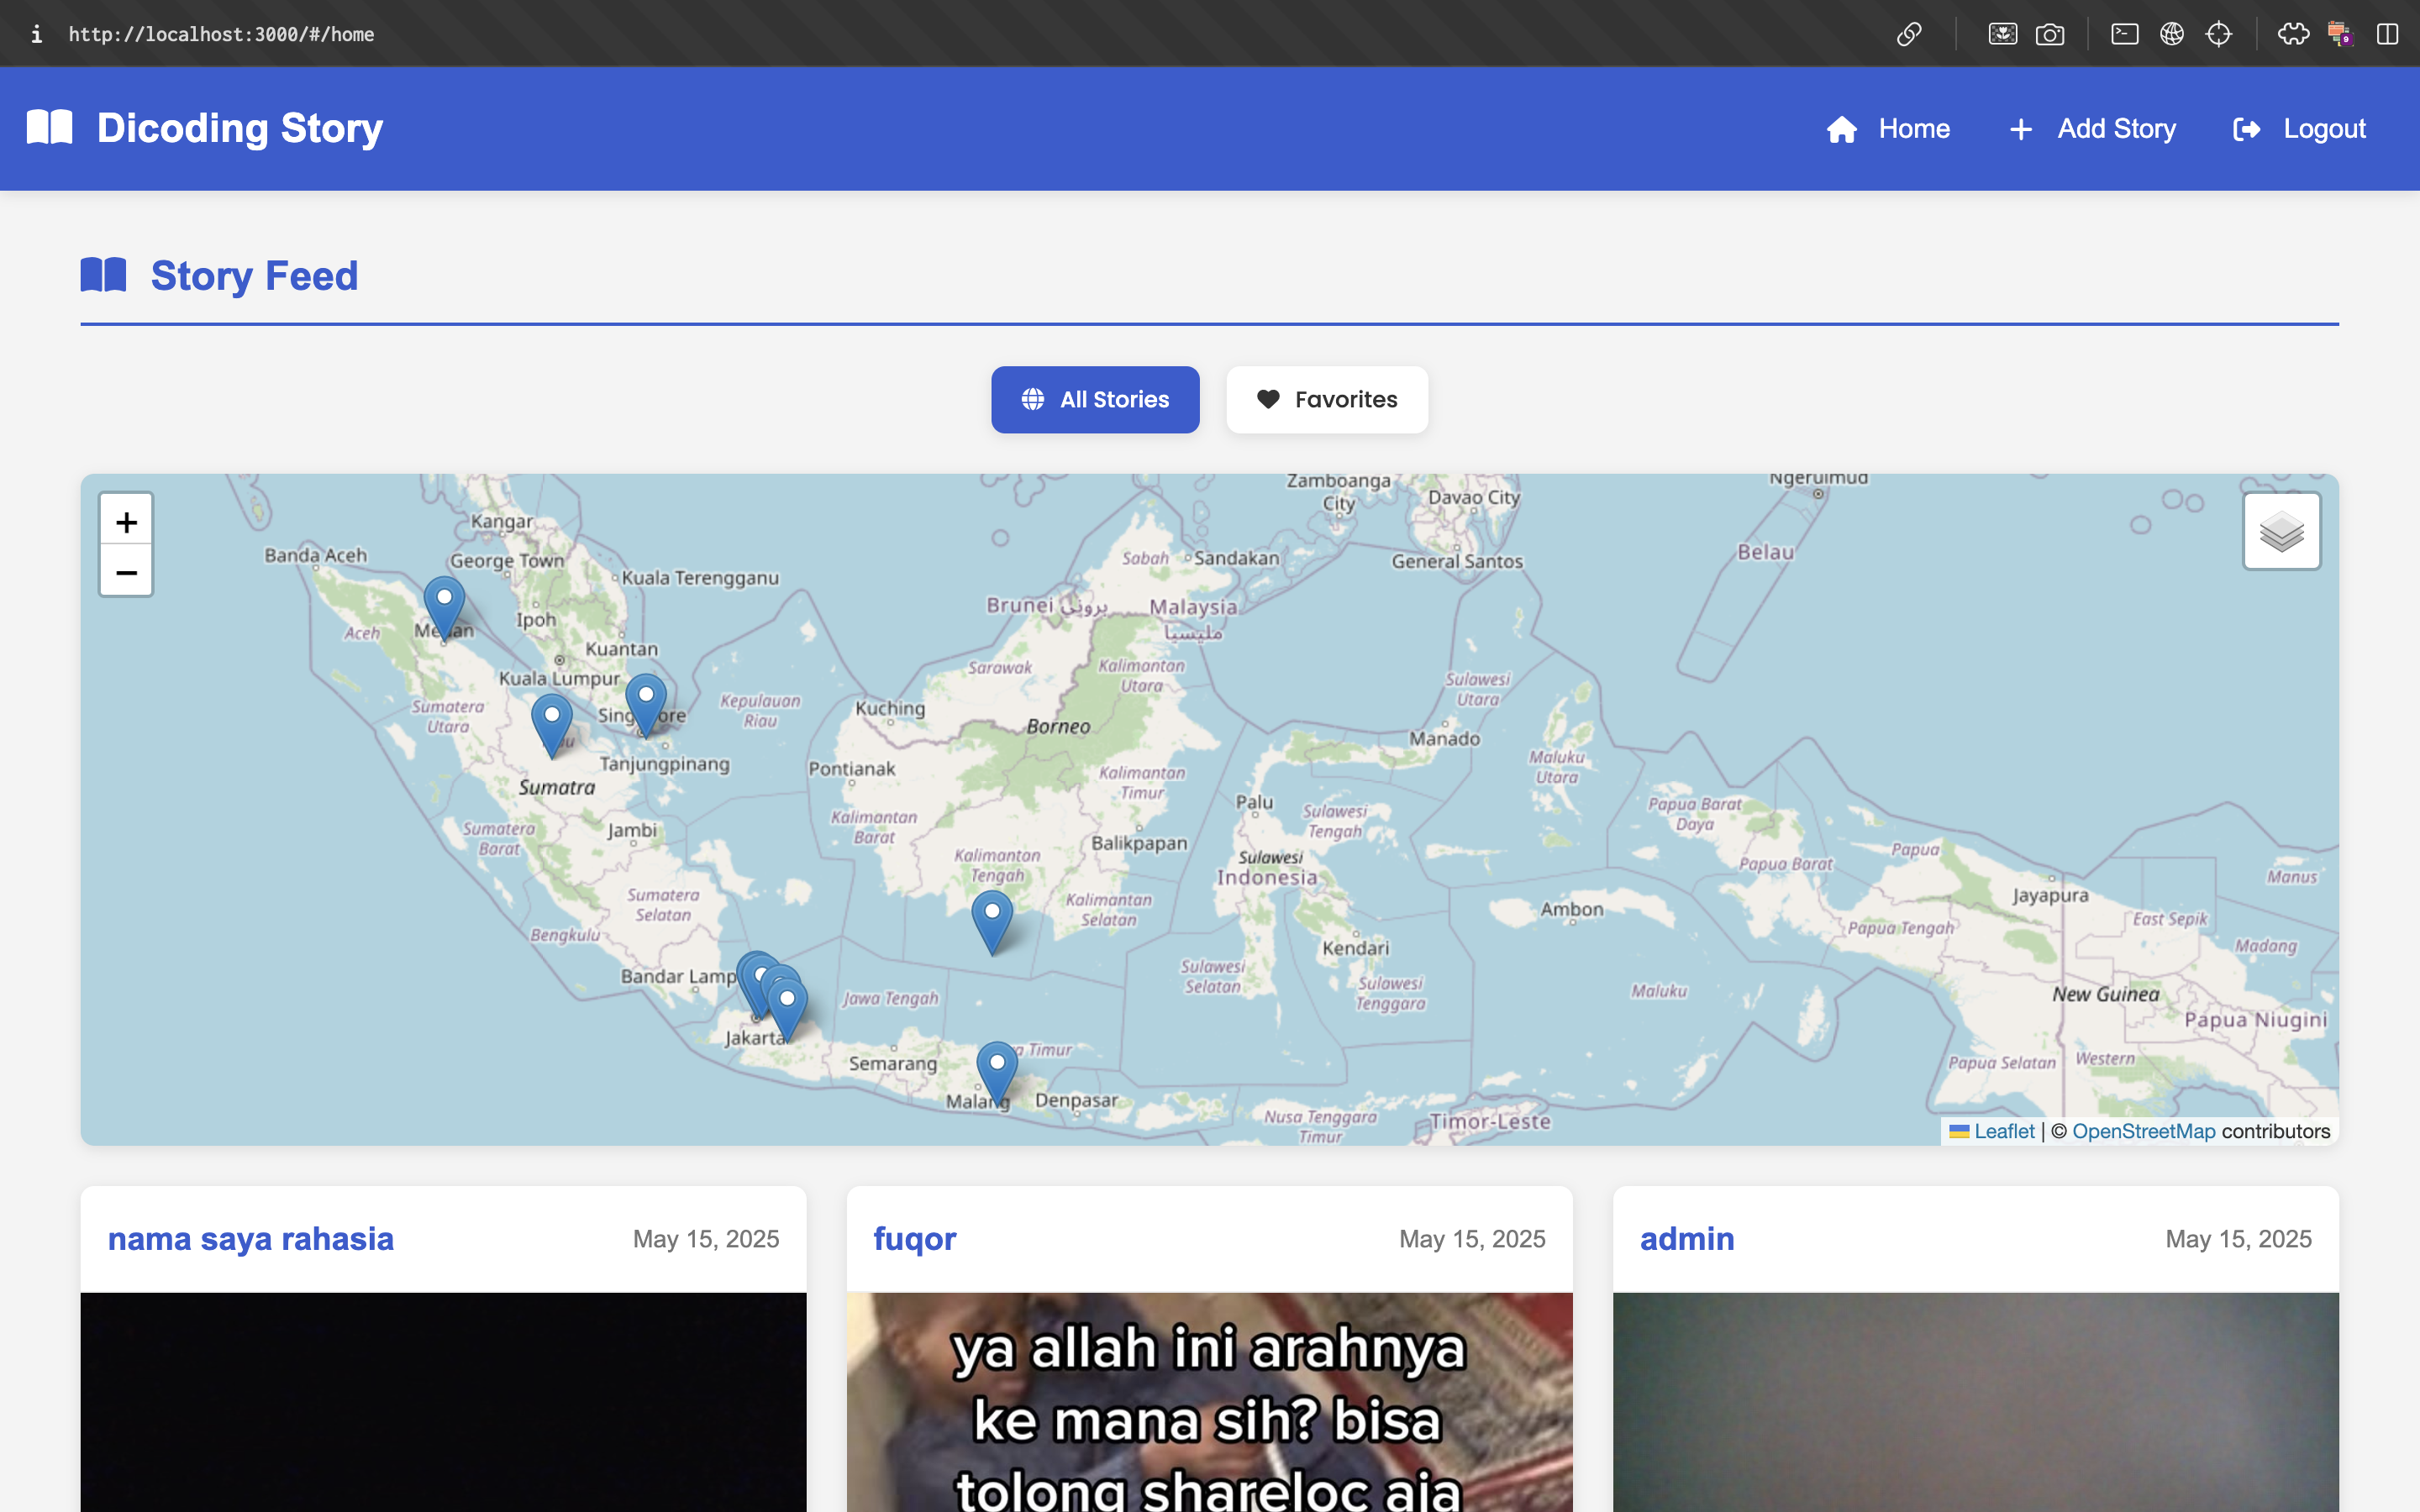 http://localhost:3000/#/home
Dicoding Story
Home
Add Story
Logout
Story Feed
All Stories
Favorites
+
−
Banda Aceh
Kangar
George Town
Kuala Terengganu
Ipoh
Aceh
Medan
Kuantan
Kuala Lumpur
Sumatera
Utara
Singapore
Kepulauan
Riau
Tanjungpinang
Sumatra
Jambi
Sumatera
Barat
Sumatera
Selatan
Bengkulu
Bandar Lamp
Jakarta
Jawa Tengah
Semarang
a Timur
Malang
Denpasar
Zamboanga
City
Davao City
General Santos
Sabah
Sandakan
Brunei بروني
Malaysia
مليسيا
Sarawak
Kalimantan
Utara
Kuching
Borneo
Pontianak
Kalimantan
Timur
Kalimantan
Barat
Balikpapan
Kalimantan
Tengah
Kalimantan
Selatan
Ngerulmud
Belau
Sulawesi
Utara
Manado
Maluku
Utara
Palu
Sulawesi
Tengah
Sulawesi
Indonesia
Kendari
Sulawesi
Selatan
Sulawesi
Tenggara
Ambon
Maluku
Papua Barat
Daya
Papua Barat
Papua
Jayapura
Papua Tengah
Manus
East Sepik
Madang
New Guinea
Papua Niugini
Papua Selatan
Western
Nusa Tenggara
Timur
Timor-Leste
Leaflet | © OpenStreetMap contributors
nama saya rahasia
May 15, 2025
fuqor
May 15, 2025
admin
May 15, 2025
ya allah ini arahnya
ke mana sih? bisa
tolong shareloc aja